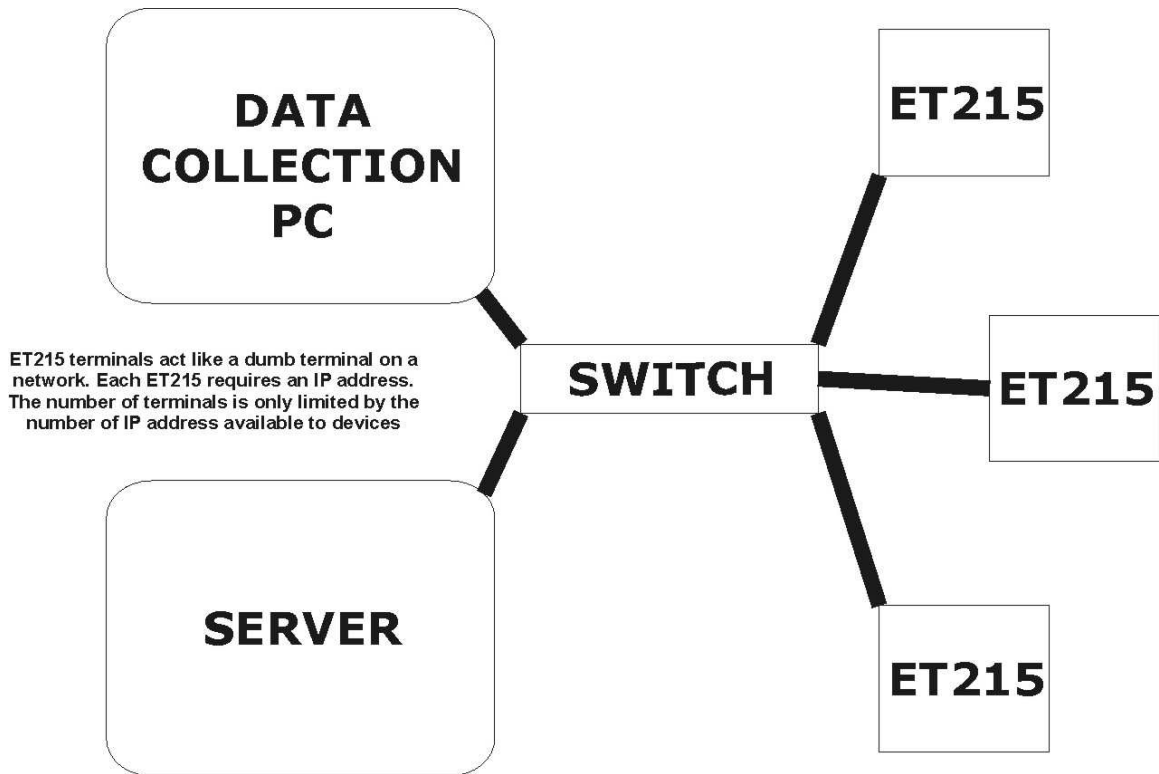 DATA
COLLECTION
PC
ET215
ET215 terminals act like a dumb terminal on a
network. Each ET215 requires an IP address.
The number of terminals is only limited by the
number of IP address available to devices
SWITCH
ET215
SERVER
ET215